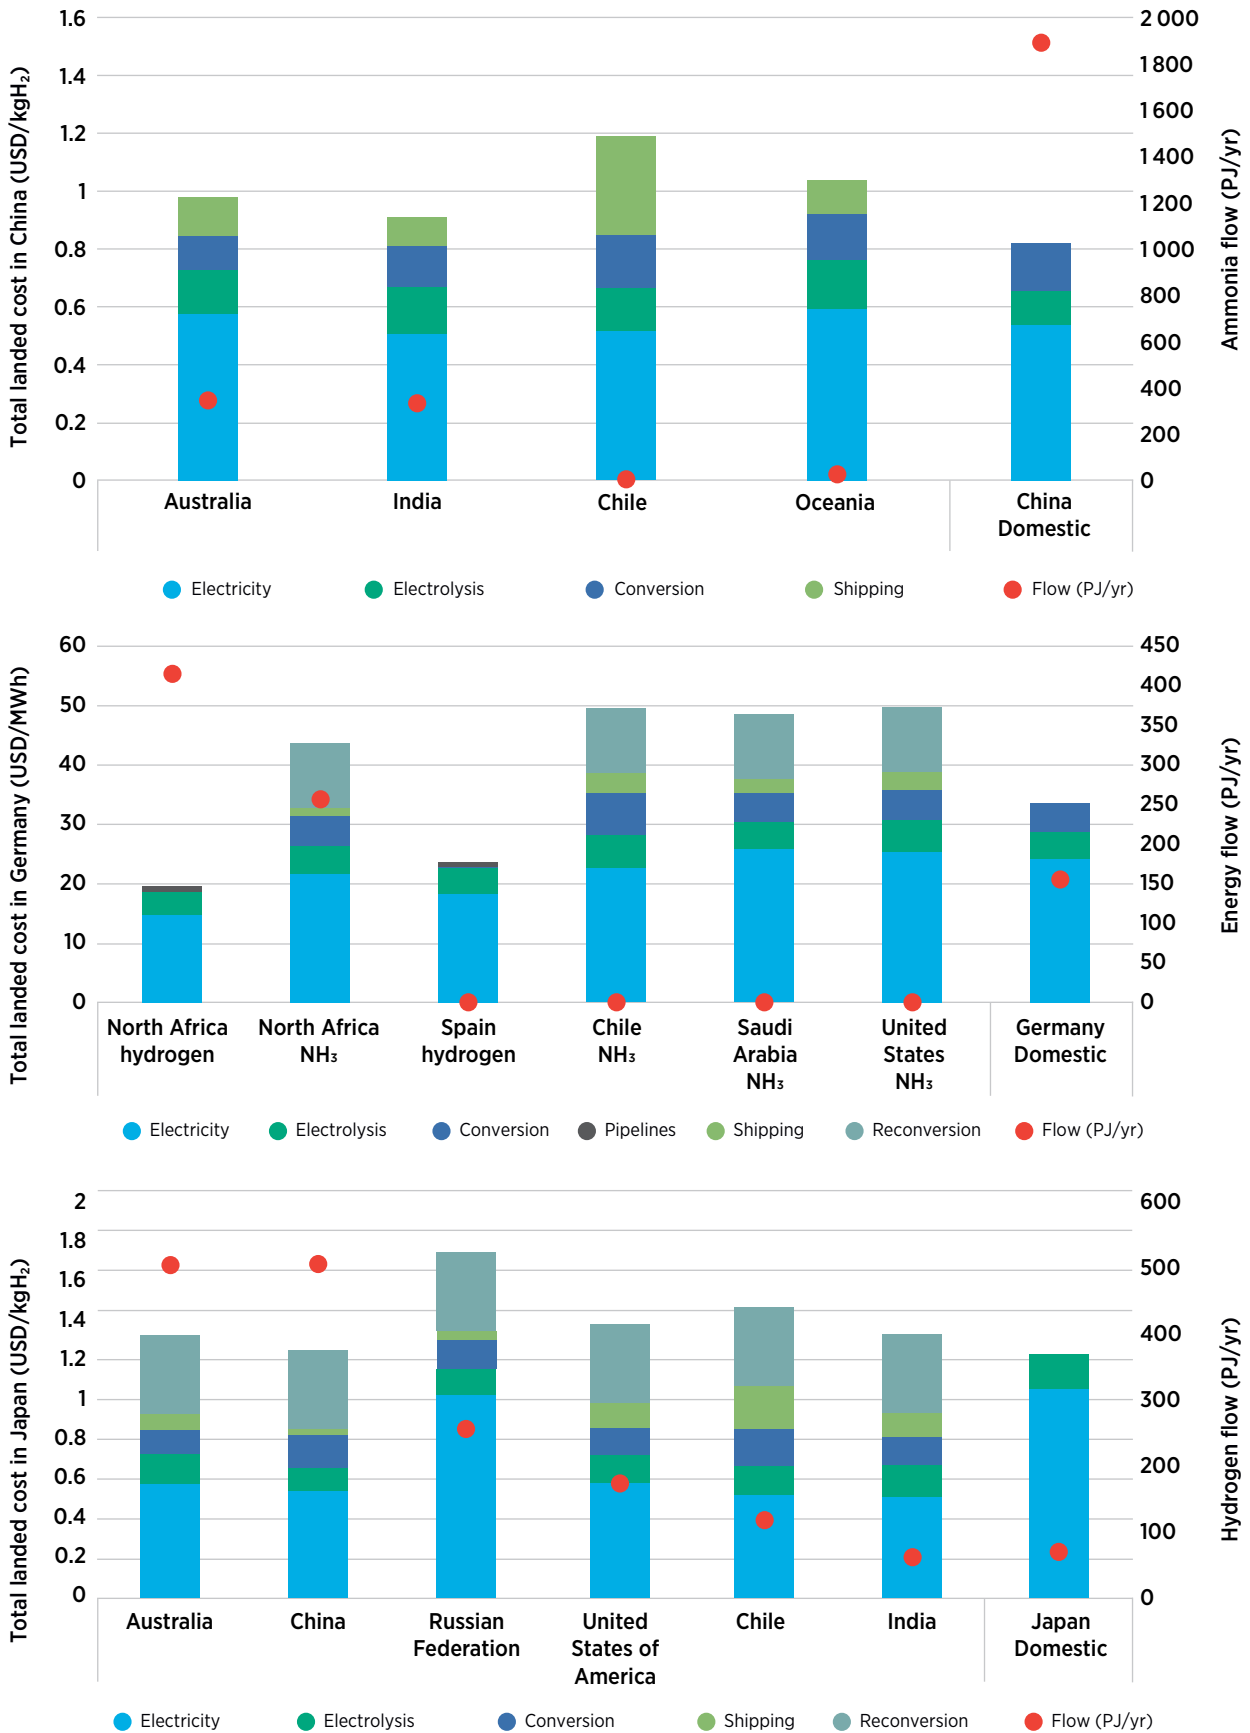 Total landed cost in China (USD/kgH₂)
1.6
1.4
1.2
1
0.8
0.6
0.4
0.2
0
2 000
1 800
1 600
1 400
1 200
1 000
800
600
400
200
0
Ammonia flow (PJ/yr)
Australia
India
Chile
Oceania
China
Domestic
Electricity
Electrolysis
Conversion
Shipping
Flow (PJ/yr)
Total landed cost in Germany (USD/MWh)
60
50
40
30
20
10
0
450
400
350
300
250
200
150
100
50
0
Energy flow (PJ/yr)
North Africa
hydrogen
North Africa
NH₃
Spain
hydrogen
Chile
NH₃
Saudi
Arabia
NH₃
United
States
NH₃
Germany
Domestic
Electricity
Electrolysis
Conversion
Pipelines
Shipping
Reconversion
Flow (PJ/yr)
Total landed cost in Japan (USD/kgH₂)
2
1.8
1.6
1.4
1.2
1
0.8
0.6
0.4
0.2
0
600
500
400
300
200
100
0
Hydrogen flow (PJ/yr)
Australia
China
Russian
Federation
United
States of
America
Chile
India
Japan
Domestic
Electricity
Electrolysis
Conversion
Shipping
Reconversion
Flow (PJ/yr)